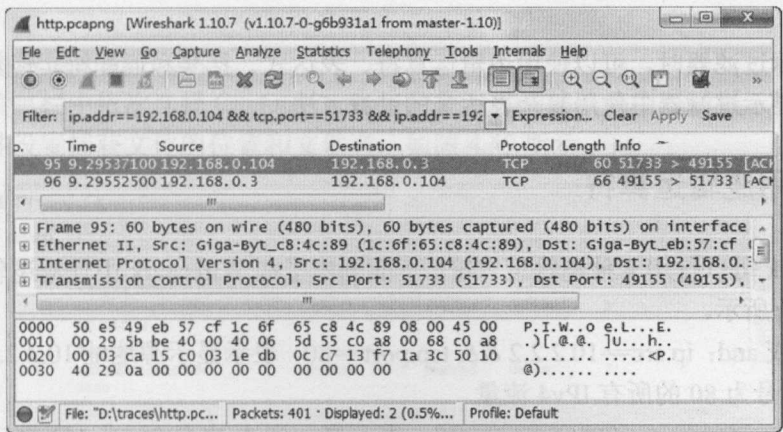 http.pcapng [Wireshark 1.10.7 (v1.10.7-0-g6b931a1 from master-1.10)]
File Edit View Go Capture Analyze Statistics Telephony Tools Internals Help
Filter: ip.addr==192.168.0.104 && tcp.port==51733 && ip.addr==192 Expression... Clear Apply Save
o. Time Source Destination Protocol Length Info
95 9.29537100 192.168.0.104 192.168.0.3 TCP 60 51733 > 49155 [ACK
96 9.29552500 192.168.0.3 192.168.0.104 TCP 66 49155 > 51733 [ACK
Frame 95: 60 bytes on wire (480 bits), 60 bytes captured (480 bits) on interface
Ethernet II, Src: Giga-Byt_c8:4c:89 (1c:6f:65:c8:4c:89), Dst: Giga-Byt_eb:57:cf (
Internet Protocol Version 4, Src: 192.168.0.104 (192.168.0.104), Dst: 192.168.0.3
Transmission Control Protocol, Src Port: 51733 (51733), Dst Port: 49155 (49155),
0000 50 e5 49 eb 57 cf 1c 6f 65 c8 4c 89 08 00 45 00 P.I.W..o e.L...E.
0010 00 29 5b be 40 00 40 06 5d 55 c0 a8 00 68 c0 a8 .)[.@.@. ]U...h..
0020 00 03 ca 15 c0 03 1e db 0c c7 13 f7 1a 3c 50 10 ........ .....<P.
0030 40 29 0a 00 00 00 00 00 00 00 00 00 @)...... ....
File: "D:\traces\http.pc... Packets: 401 · Displayed: 2 (0.5%... Profile: Default